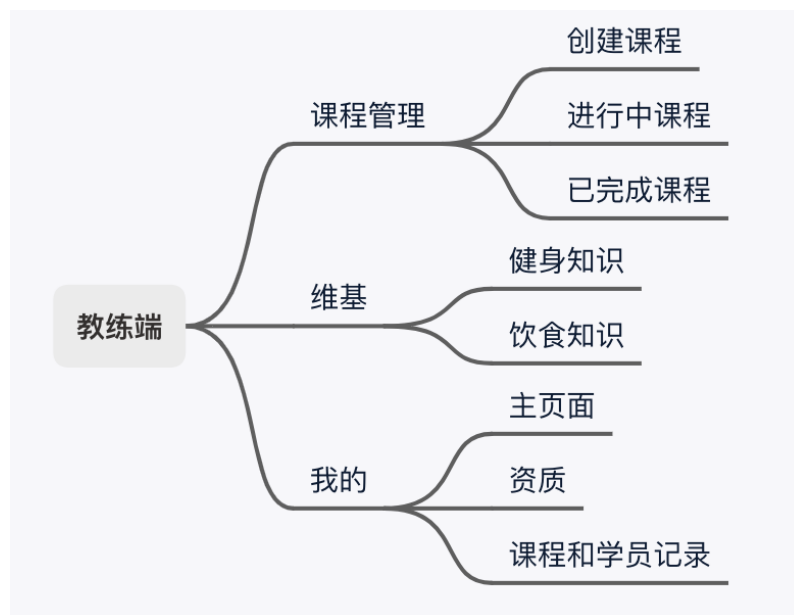 教练端
课程管理
创建课程
进行中课程
已完成课程
维基
健身知识
饮食知识
我的
主页面
资质
课程和学员记录